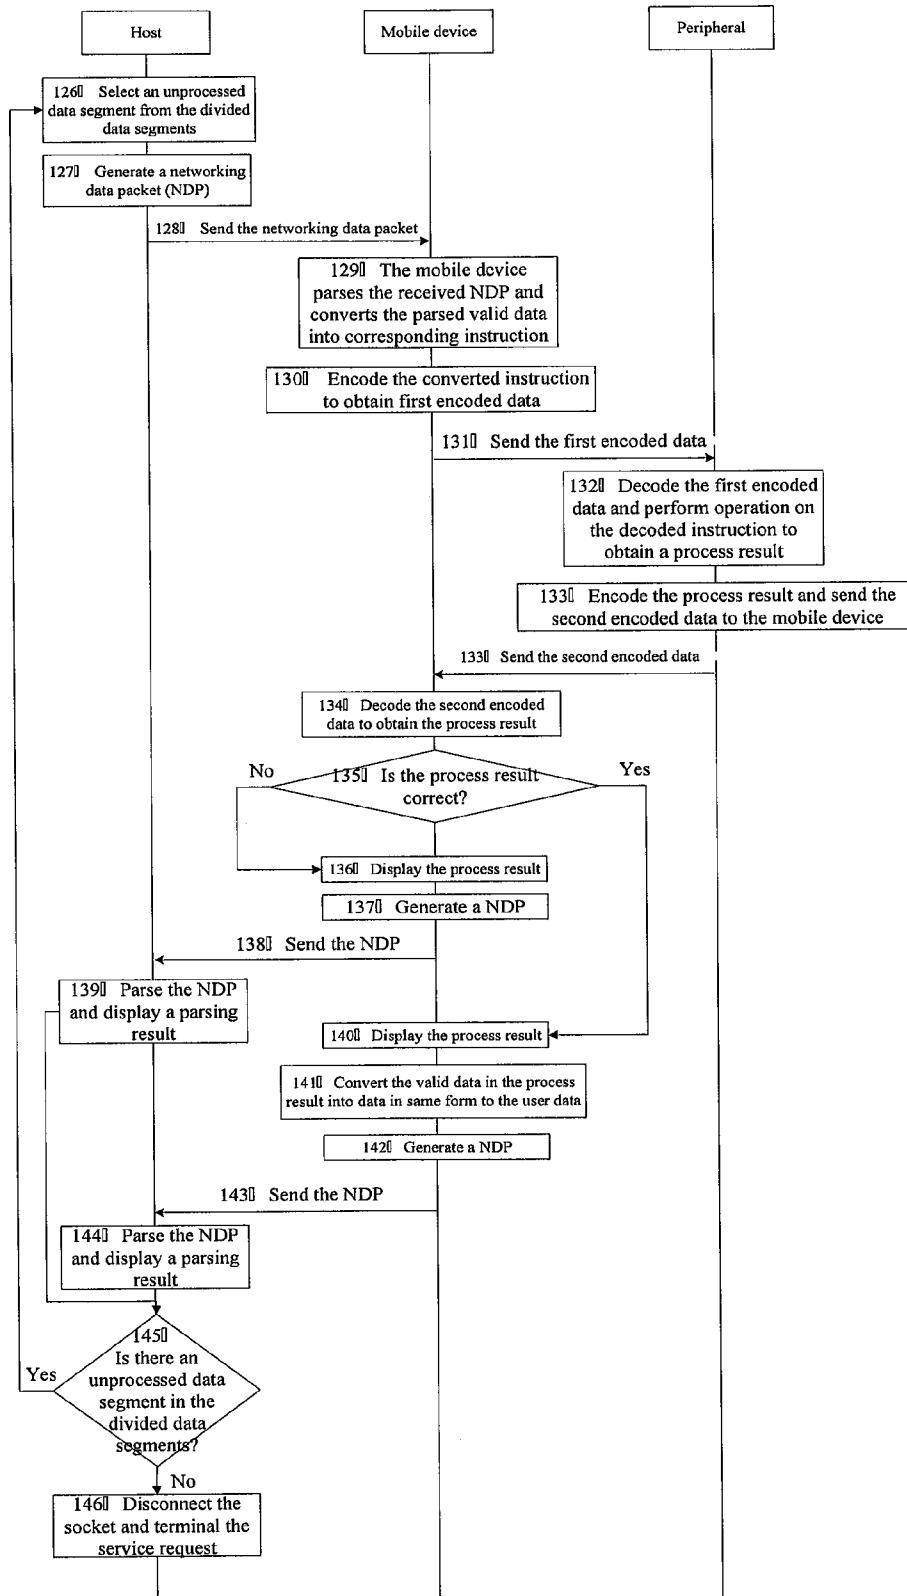 Host
Mobile device
Peripheral
126 Select an unprocessed
data segment from the divided
data segments
127 Generate a networking
data packet (NDP)
128 Send the networking data packet
129 The mobile device
parses the received NDP and
converts the parsed valid data
into corresponding instruction
130 Encode the converted instruction
to obtain first encoded data
131 Send the first encoded data
132 Decode the first encoded
data and perform operation on
the decoded instruction to
obtain a process result
133 Encode the process result and send the
second encoded data to the mobile device
133 Send the second encoded data
134 Decode the second encoded
data to obtain the process result
No
135 Is the process result
correct?
Yes
136 Display the process result
137 Generate a NDP
138 Send the NDP
139 Parse the NDP
and display a parsing
result
140 Display the process result
141 Convert the valid data in the process
result into data in same form to the user data
142 Generate a NDP
143 Send the NDP
144 Parse the NDP
and display a parsing
result
145
Is there an
unprocessed data
segment in the
divided data
segments?
Yes
No
146 Disconnect the
socket and terminal the
service request